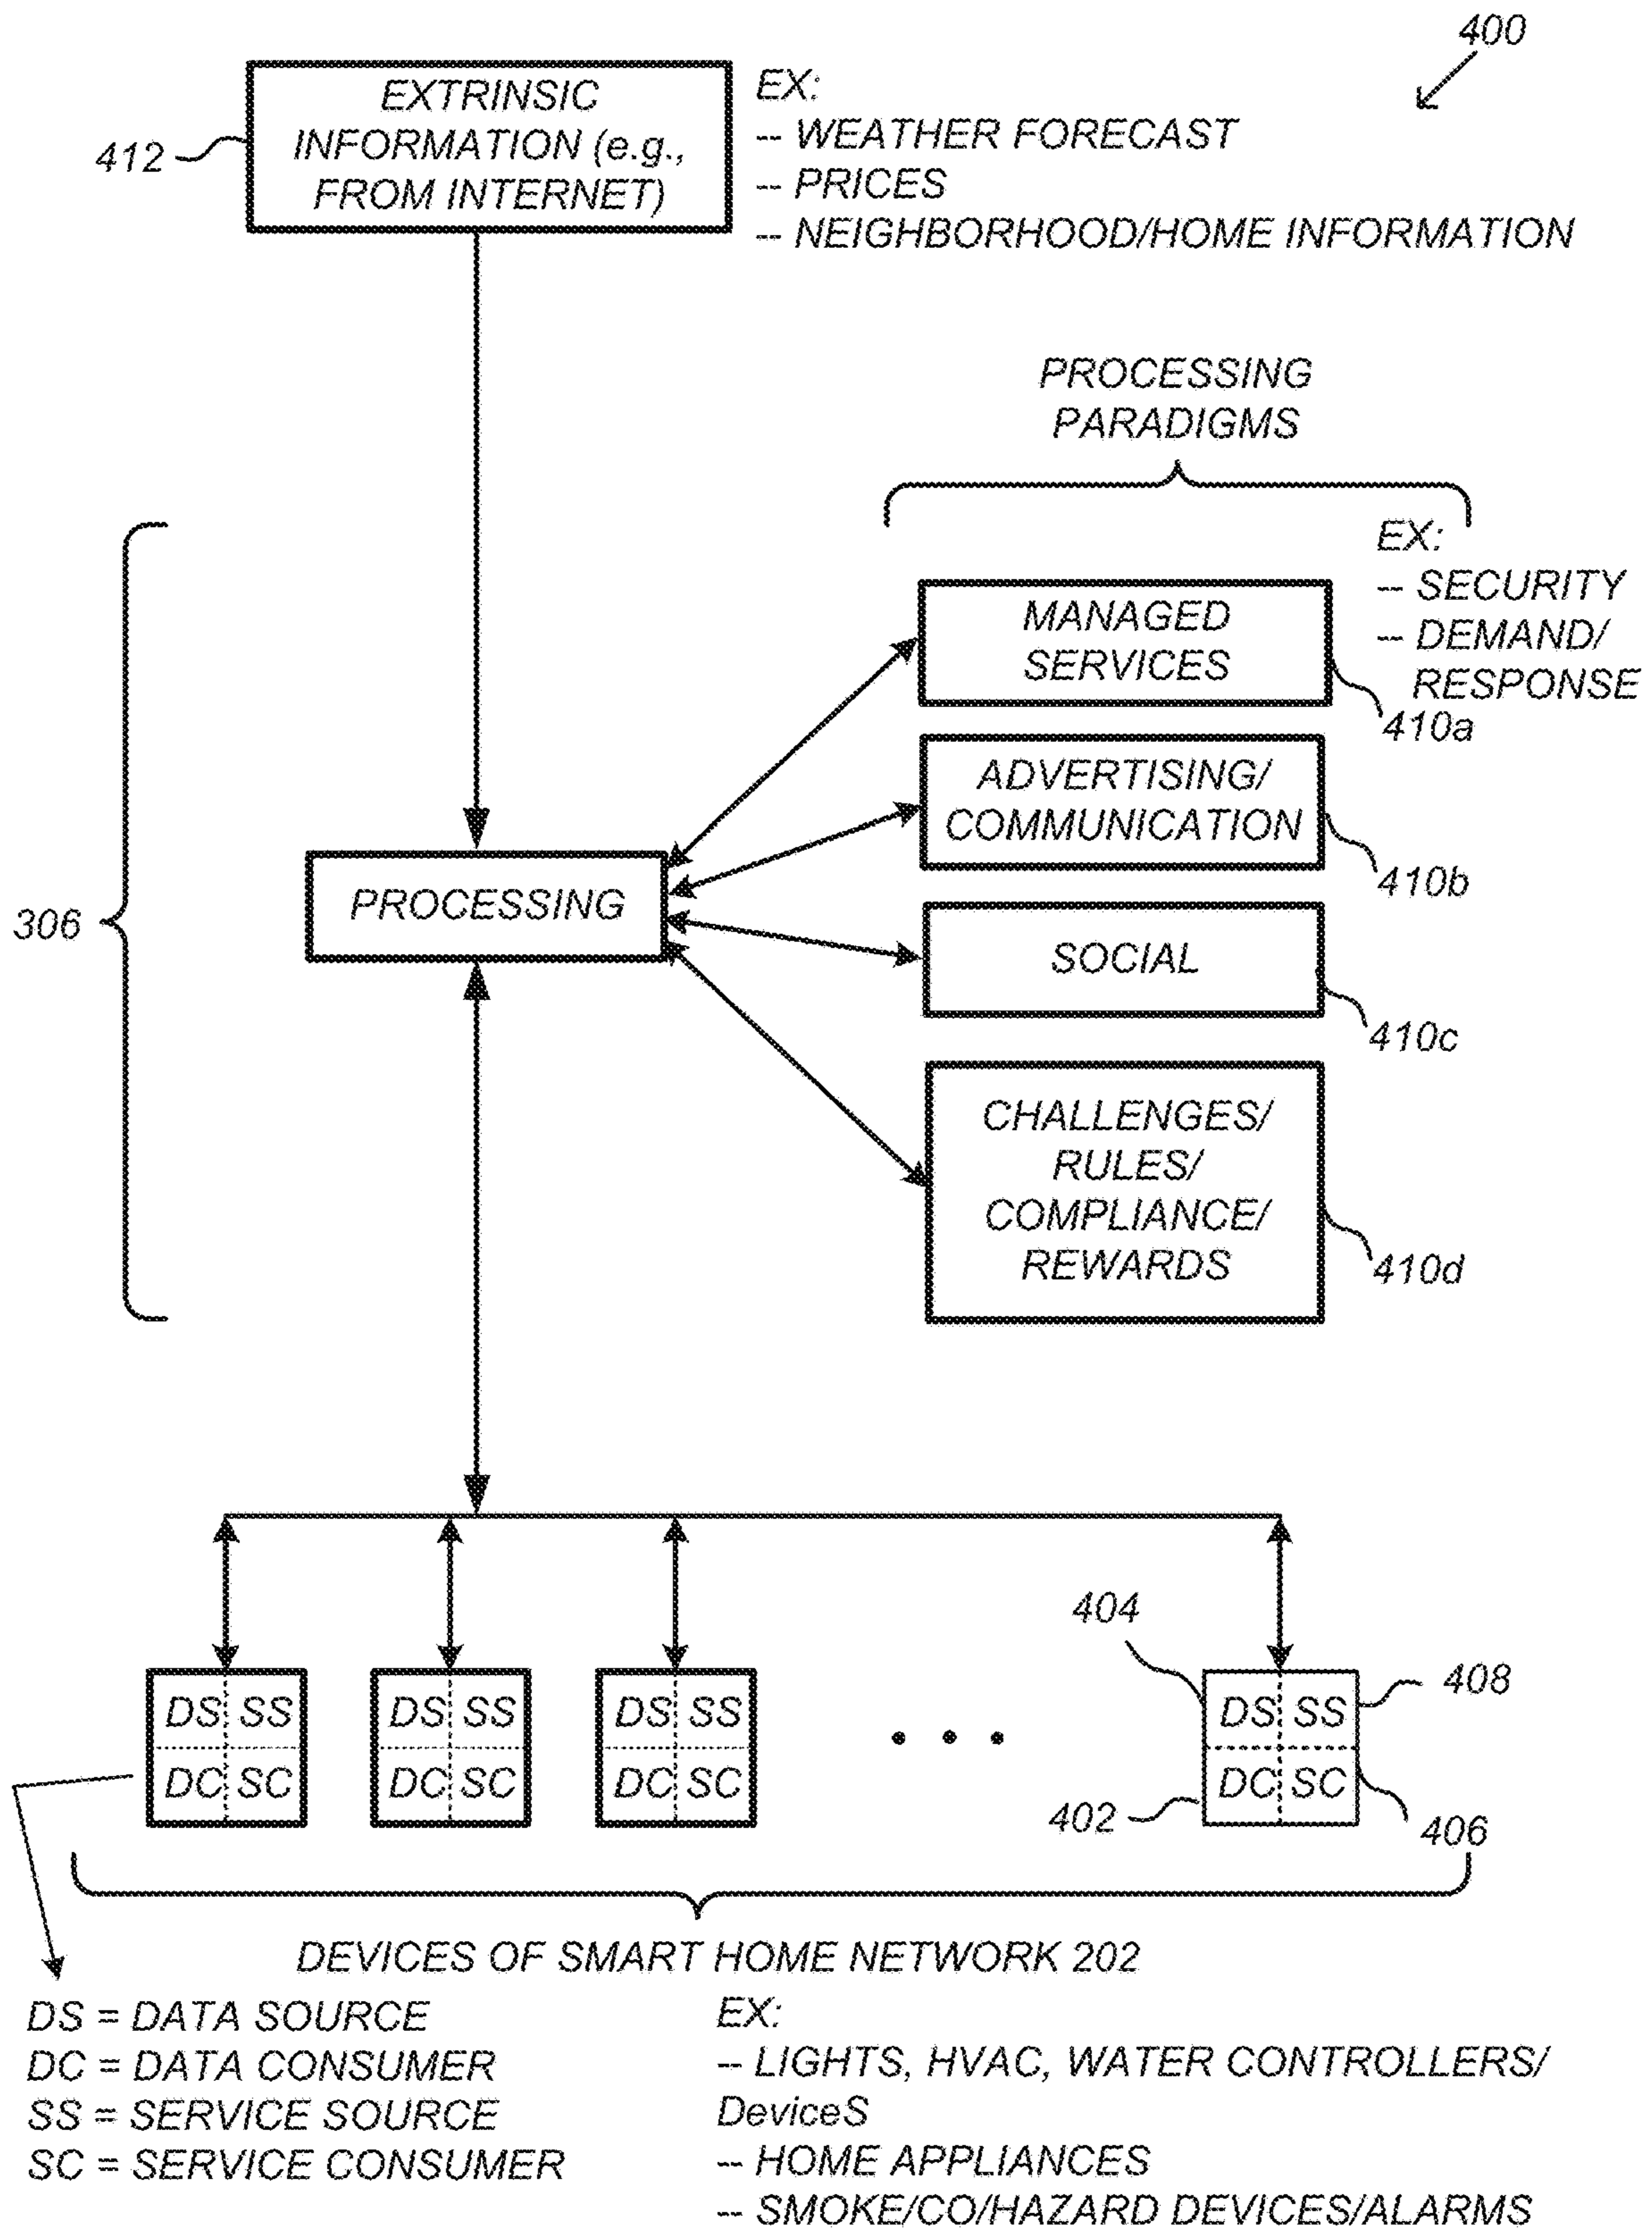 400
EXTRINSIC
INFORMATION (e.g.,
FROM INTERNET)
412
EX:
-- WEATHER FORECAST
-- PRICES
-- NEIGHBORHOOD/HOME INFORMATION
PROCESSING
PARADIGMS
EX:
-- SECURITY
-- DEMAND/
RESPONSE
MANAGED
SERVICES
410a
ADVERTISING/
COMMUNICATION
410b
306
PROCESSING
SOCIAL
410c
CHALLENGES/
RULES/
COMPLIANCE/
REWARDS
410d
404
408
DS SS
DC SC
DS SS
DC SC
DS SS
DC SC
• • •
DS SS
DC SC
402
406
DEVICES OF SMART HOME NETWORK 202
DS = DATA SOURCE
DC = DATA CONSUMER
SS = SERVICE SOURCE
SC = SERVICE CONSUMER
EX:
-- LIGHTS, HVAC, WATER CONTROLLERS/
DeviceS
-- HOME APPLIANCES
-- SMOKE/CO/HAZARD DEVICES/ALARMS